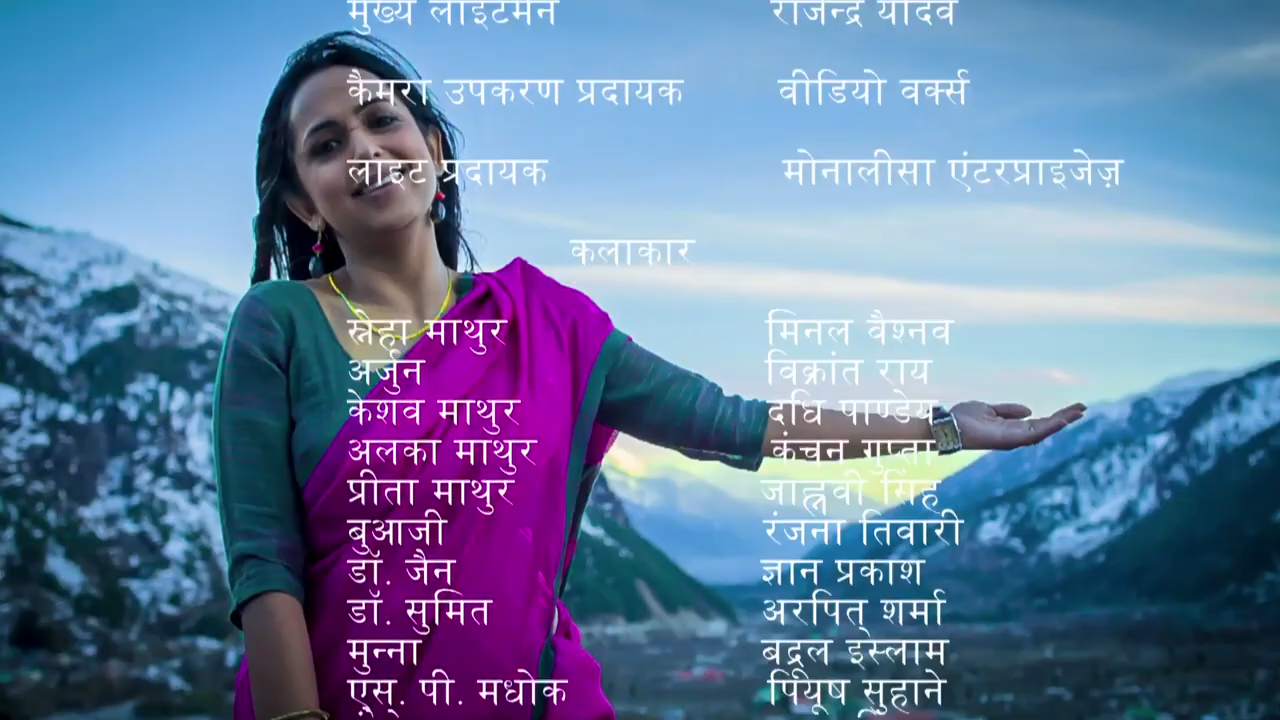 मुख्य लाइटमैन राजेन्द्र यादव
कैमरा उपकरण प्रदायक वीडियो वर्क्स
लाइट प्रदायक मोनालीसा एंटरप्राइजेज़
कलाकार
स्नेहा माथुर मिनल वैश्नव
अर्जुन विक्रांत राय
केशव माथुर दधि पाण्डेय
अलका माथुर कंचन गुप्ता
प्रीता माथुर जाह्नवी सिंह
बुआजी रंजना तिवारी
डॉ. जैन ज्ञान प्रकाश
डॉ. सुमित अरपित् शर्मा
मुन्ना बद्रूल इस्लाम
एस्. पी. मधोक पियूष सुहाने